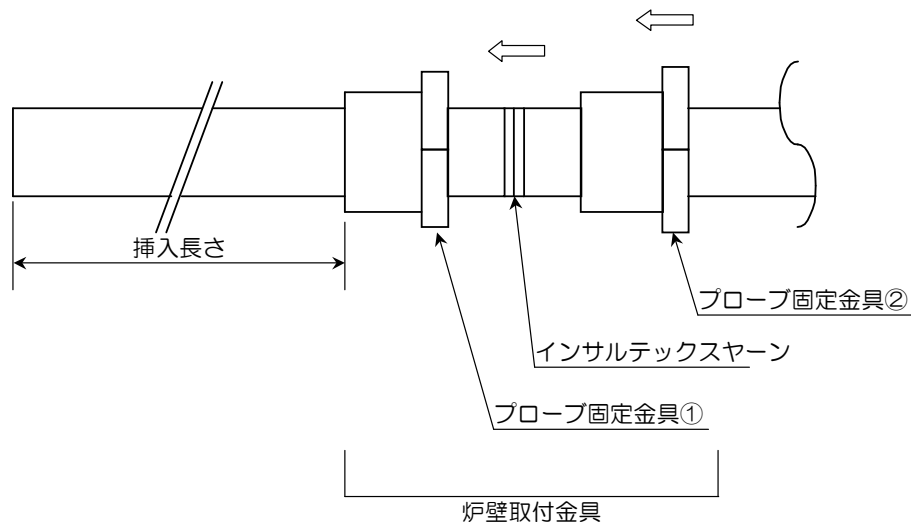 挿入長さ
プローブ固定金具②
インサルテックスヤーン
プローブ固定金具①
炉壁取付金具